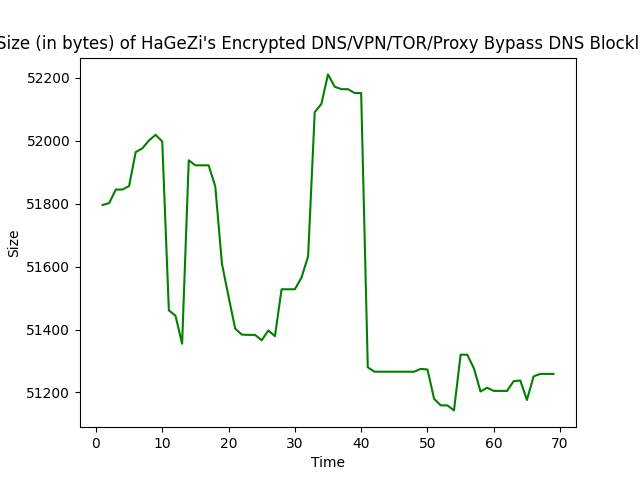 Size (in bytes) of HaGeZi's Encrypted DNS/VPN/TOR/Proxy Bypass DNS Blockl
52200
52000
51800
51600
51400
51200
Size
0 10 20 30 40 50 60 70
Time